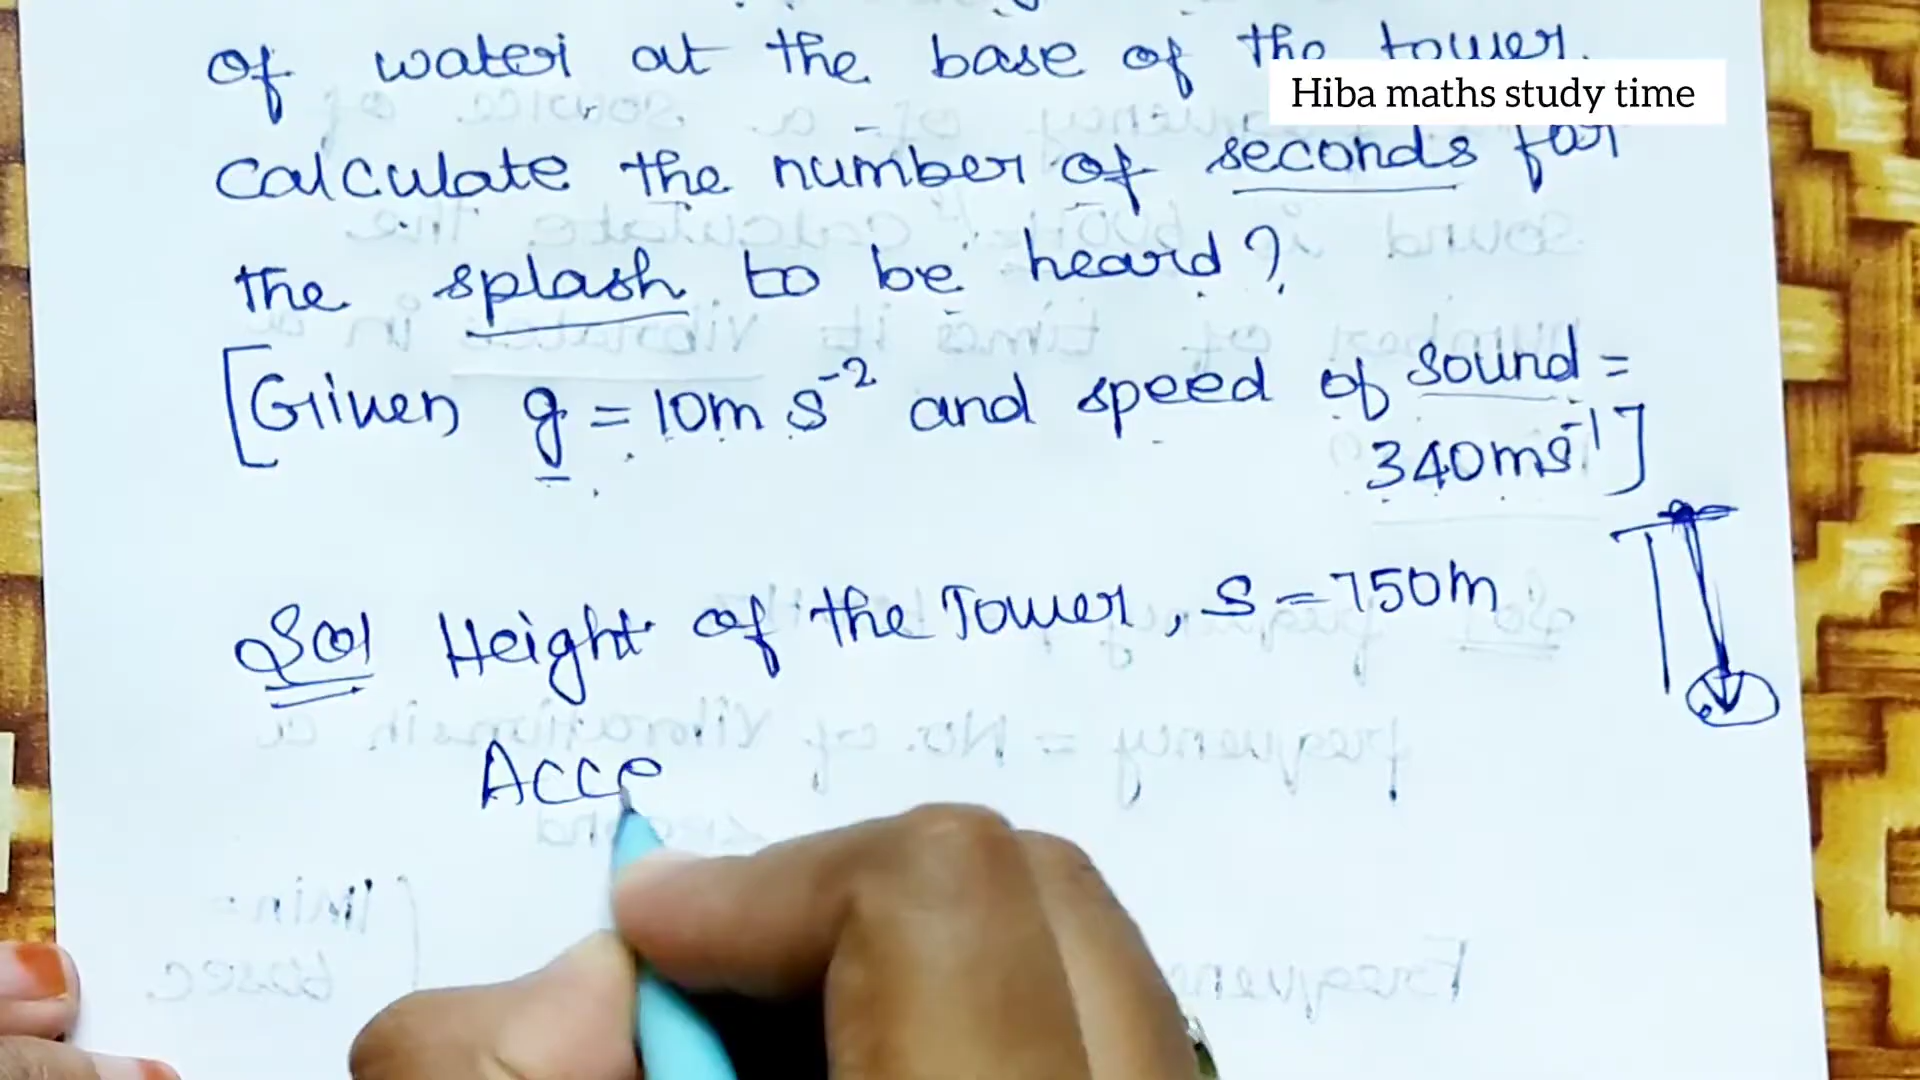 of water at the base of the tower.
Hiba maths study time
Calculate the number of seconds for
the splash to be heard?
[Given g = 10m s⁻² and speed of sound =
340ms⁻¹]
Sol Height of the Tower, S = 750m
Acce